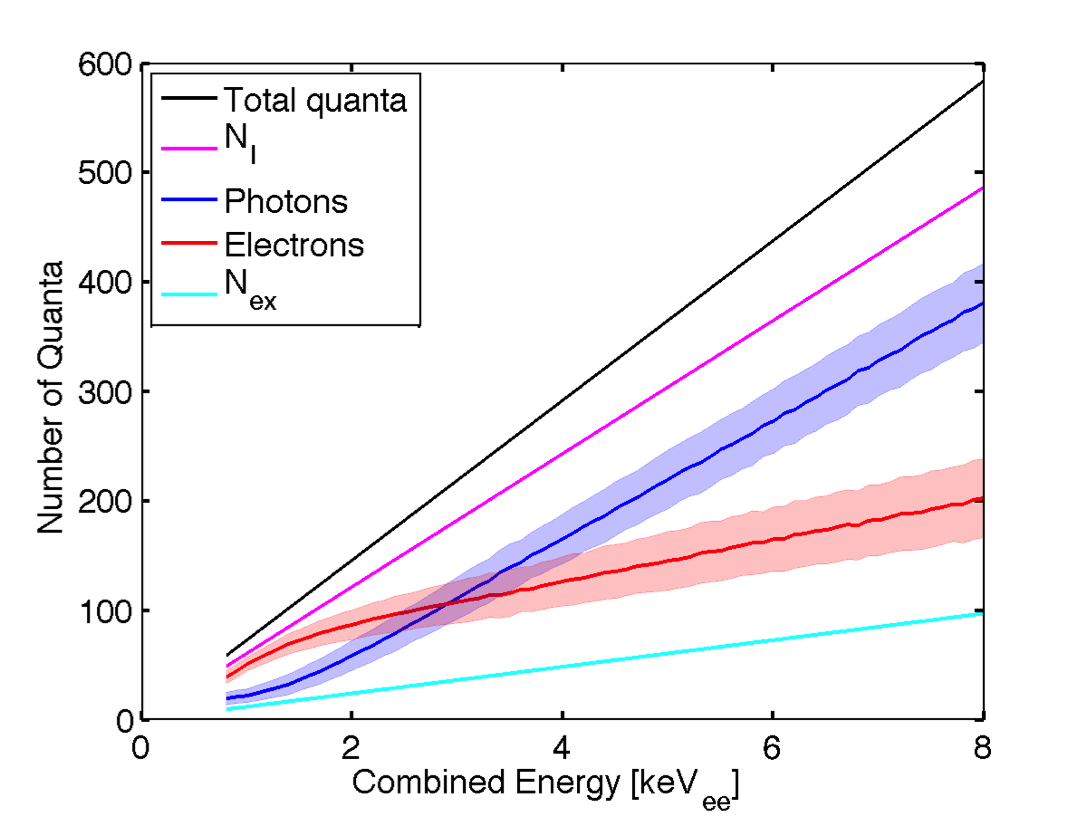 600
500
400
300
200
100
0
Number of Quanta
Total quanta
N_I
Photons
Electrons
N_ex
0 2 4 6 8
Combined Energy [keV_ee]